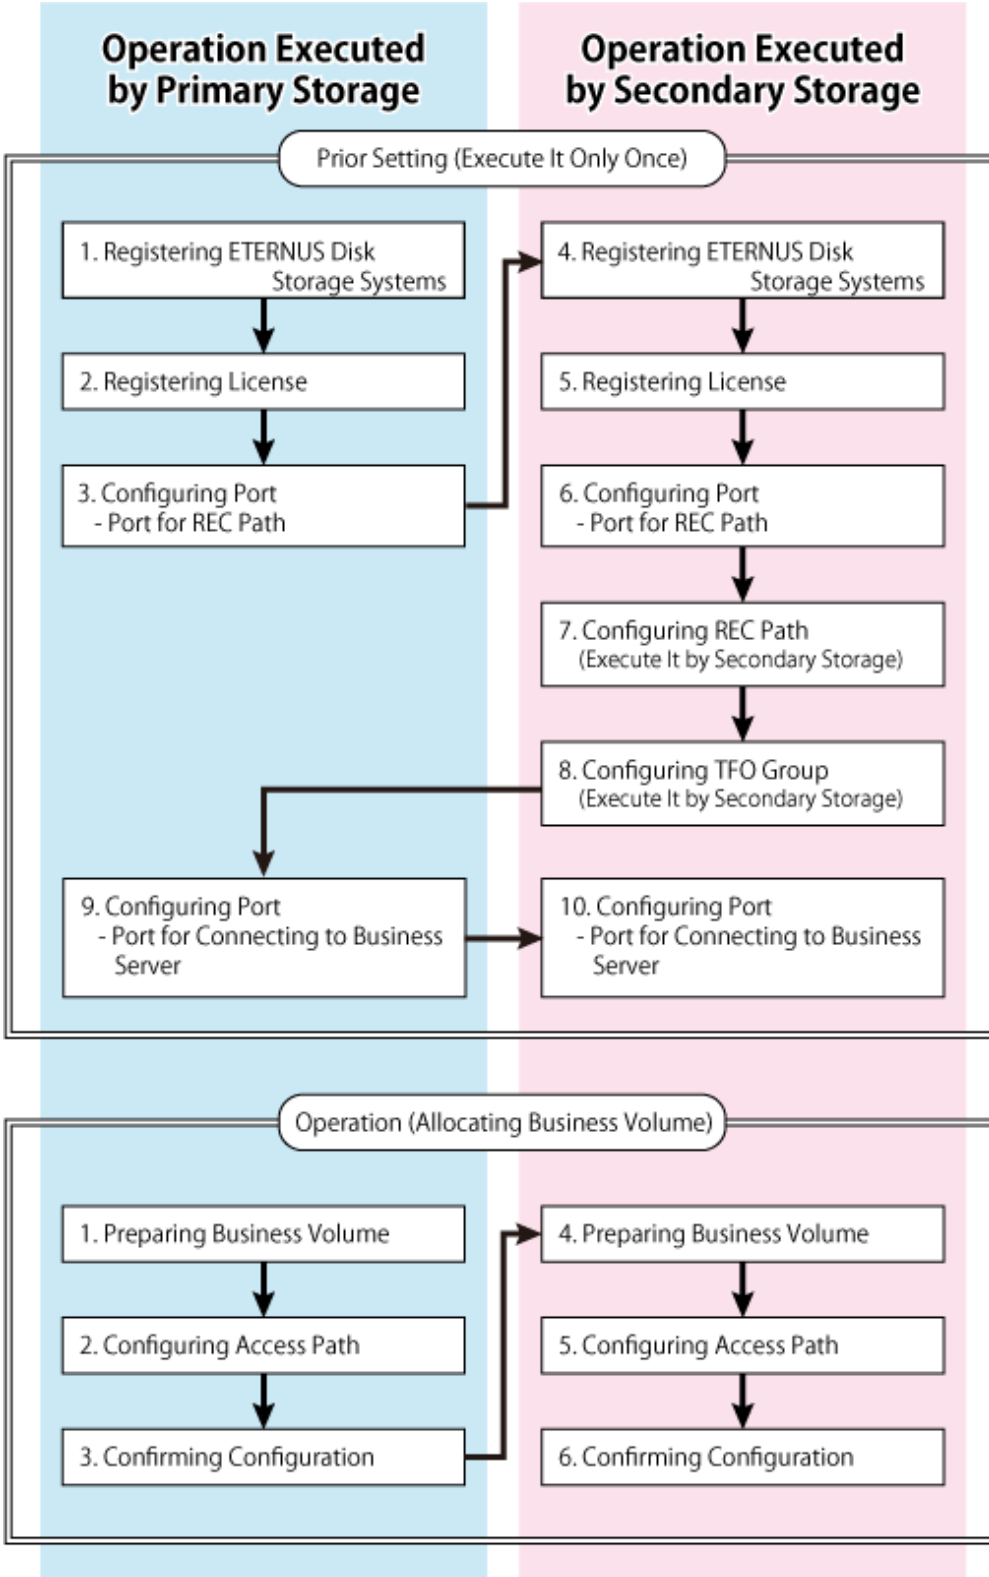 Operation Executed
by Primary Storage
Operation Executed
by Secondary Storage
Prior Setting (Execute It Only Once)
1. Registering ETERNUS Disk
Storage Systems
2. Registering License
3. Configuring Port
- Port for REC Path
4. Registering ETERNUS Disk
Storage Systems
5. Registering License
6. Configuring Port
- Port for REC Path
7. Configuring REC Path
(Execute It by Secondary Storage)
8. Configuring TFO Group
(Execute It by Secondary Storage)
9. Configuring Port
- Port for Connecting to Business
Server
10. Configuring Port
- Port for Connecting to Business
Server
Operation (Allocating Business Volume)
1. Preparing Business Volume
2. Configuring Access Path
3. Confirming Configuration
4. Preparing Business Volume
5. Configuring Access Path
6. Confirming Configuration